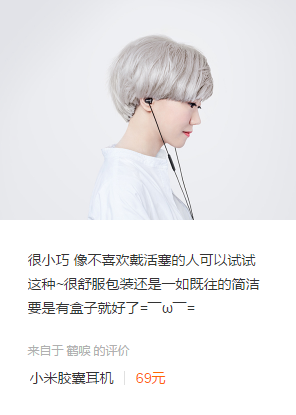 很小巧 像不喜欢戴活塞的人可以试试
这种~很舒服包装还是一如既往的简洁
要是有盒子就好了=￣ω￣=
来自于 鹤唳 的评价
小米胶囊耳机 | 69元